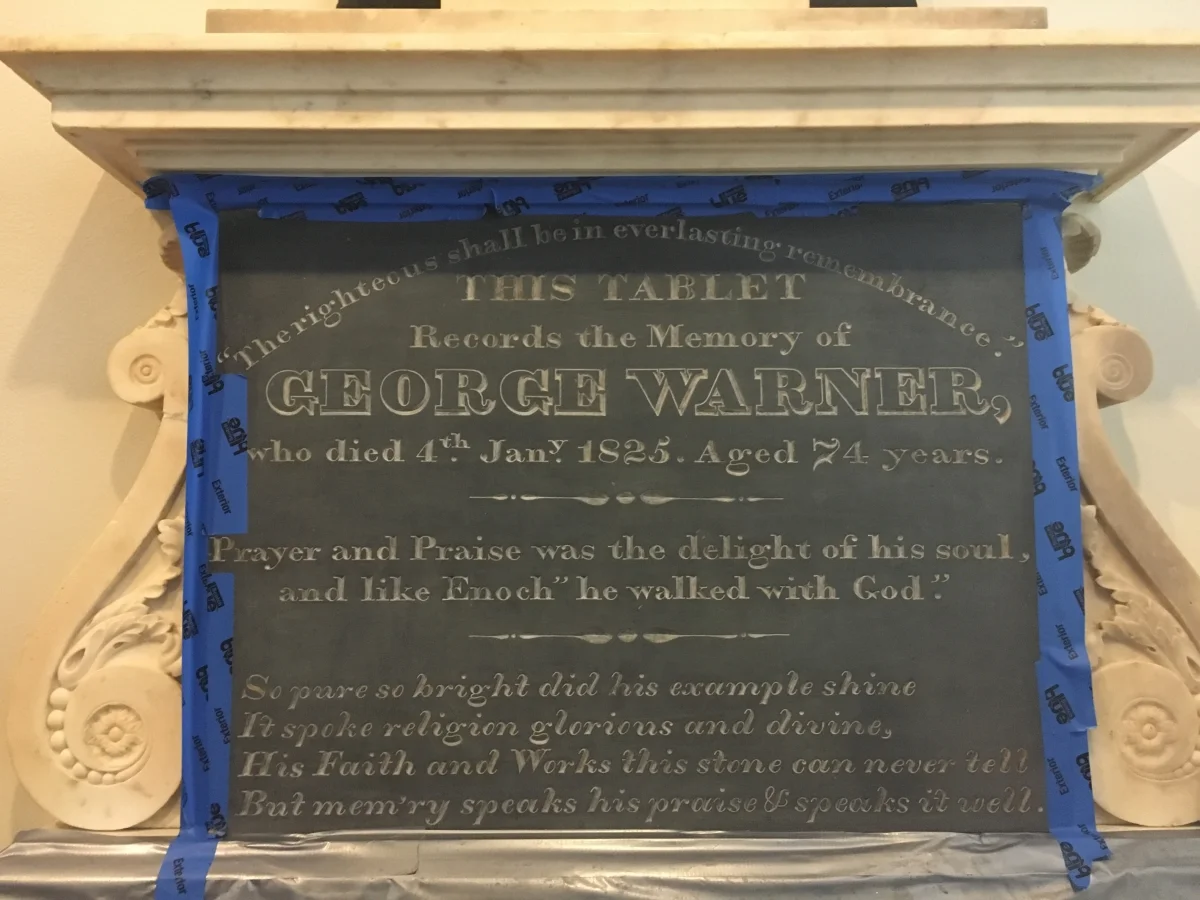 “The righteous shall be in everlasting remembrance.”
THIS TABLET
Records the Memory of
GEORGE WARNER,
who died 4th. Jany. 1825. Aged 74 years.
Prayer and Praise was the delight of his soul,
and like Enoch” he walked with God”.
So pure so bright did his example shine
It spoke religion glorious and divine,
His Faith and Works this stone can never tell
But mem'ry speaks his praise & speaks it well.
Exterior
Edge